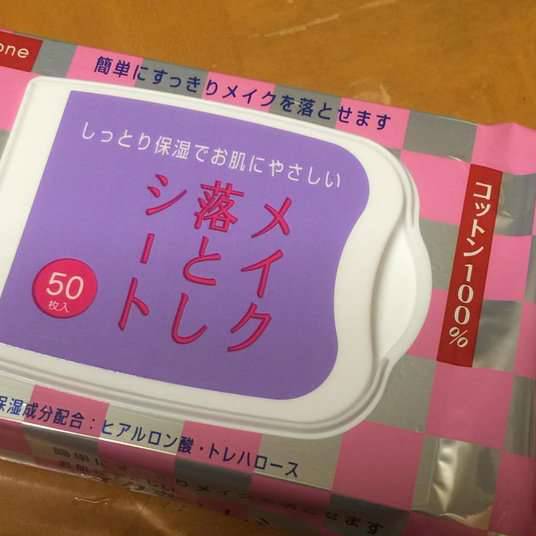 one
簡単にすっきりメイクを落とせます
しっとり保湿でお肌にやさしい
メイク
落とし
シート
50
枚入
コットン100%
保湿成分配合：ヒアルロン酸・トレハロース